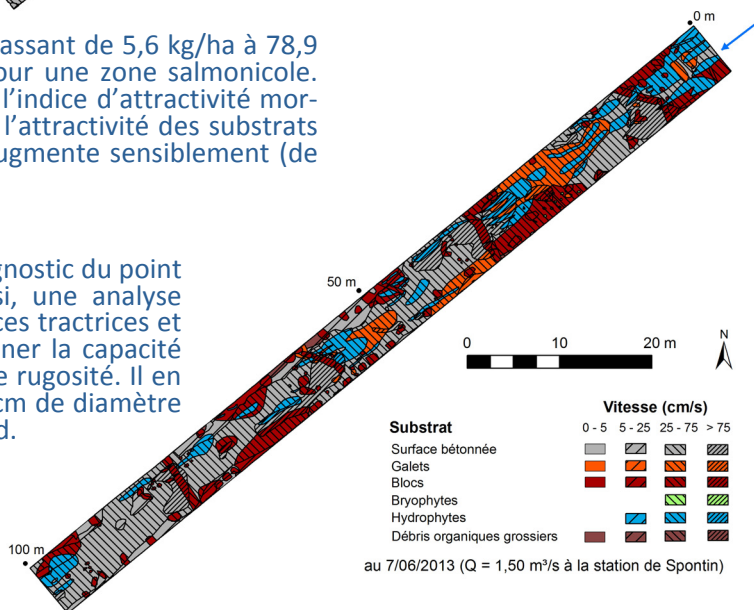 assant de 5,6 kg/ha à 78,9
our une zone salmonicole.
l'indice d'attractivité mor-
l'attractivité des substrats
ugmente sensiblement (de
gnostic du point
si, une analyse
ces tractrices et
ner la capacité
e rugosité. Il en
cm de diamètre
d.
0 m
50 m
100 m
0 10 20 m
N
Vitesse (cm/s)
Substrat 0 - 5 5 - 25 25 - 75 > 75
Surface bétonnée
Galets
Blocs
Bryophytes
Hydrophytes
Débris organiques grossiers
au 7/06/2013 (Q = 1,50 m³/s à la station de Spontin)